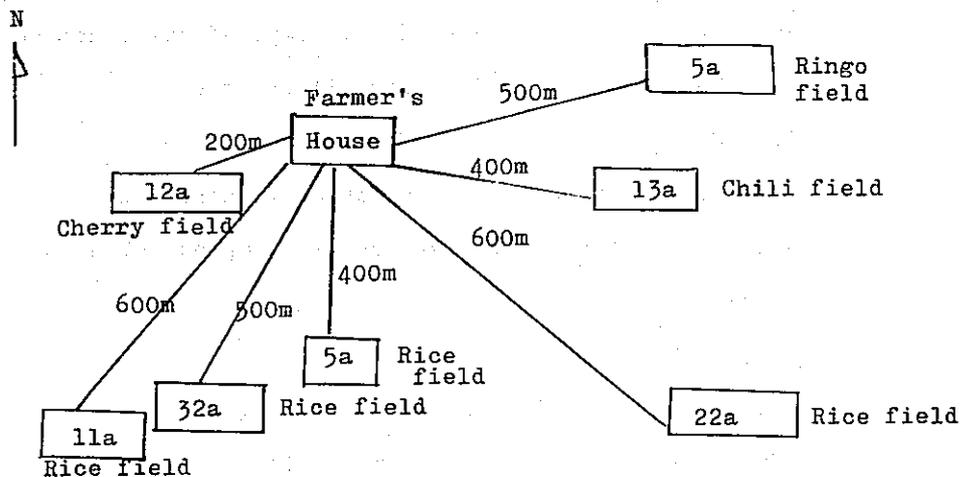 N
Farmer's
House
5a
Ringo
field
500m
200m
400m
12a
Cherry field
13a
Chili field
600m
400m
600m
500m
5a
Rice
field
32a
Rice field
11a
Rice field
22a
Rice field